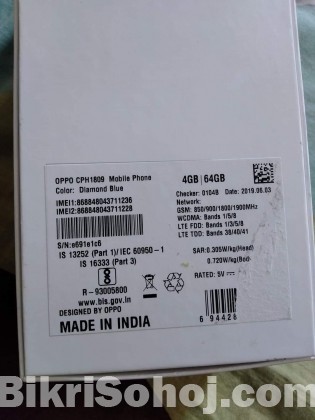 OPPO CPH1809 Mobile Phone
Color: Diamond Blue
4GB | 64GB
IMEI1:868848043711236
IMEI2:868848043711228
Checker: 0104B Date: 2019.06.03
Network:
GSM: 850/900/1800/1900MHz
WCDMA: Bands 1/5/8
LTE FDD: Bands 1/3/5/8
LTE TDD: Bands 38/40/41
S/N:e691e1c6
IS 13252 (Part 1)/IEC 60950-1
IS 16333 (Part 3)
SAR:0.305W/kg(Head)
0.720W/kg(
R-93005800
www.bis.gov.in
RATED: 5V
DESIGNED BY OPPO
MADE IN INDIA
694428
BikriSohoj.com